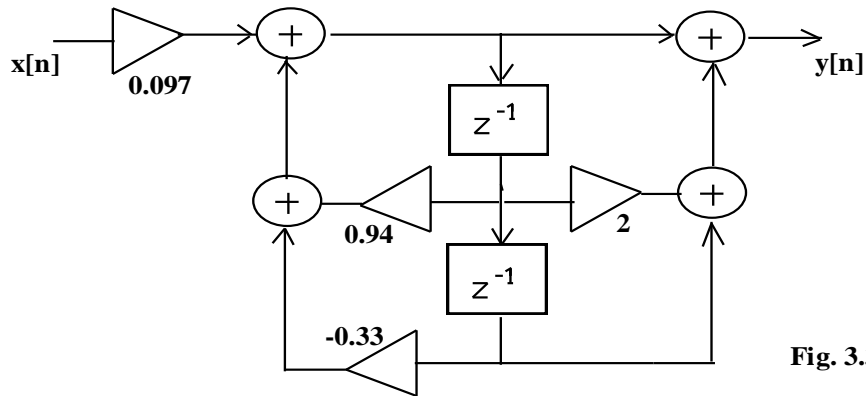 +
+
x[n]
y[n]
0.097
z⁻¹
+
+
0.94
2
z⁻¹
-0.33
Fig. 3.